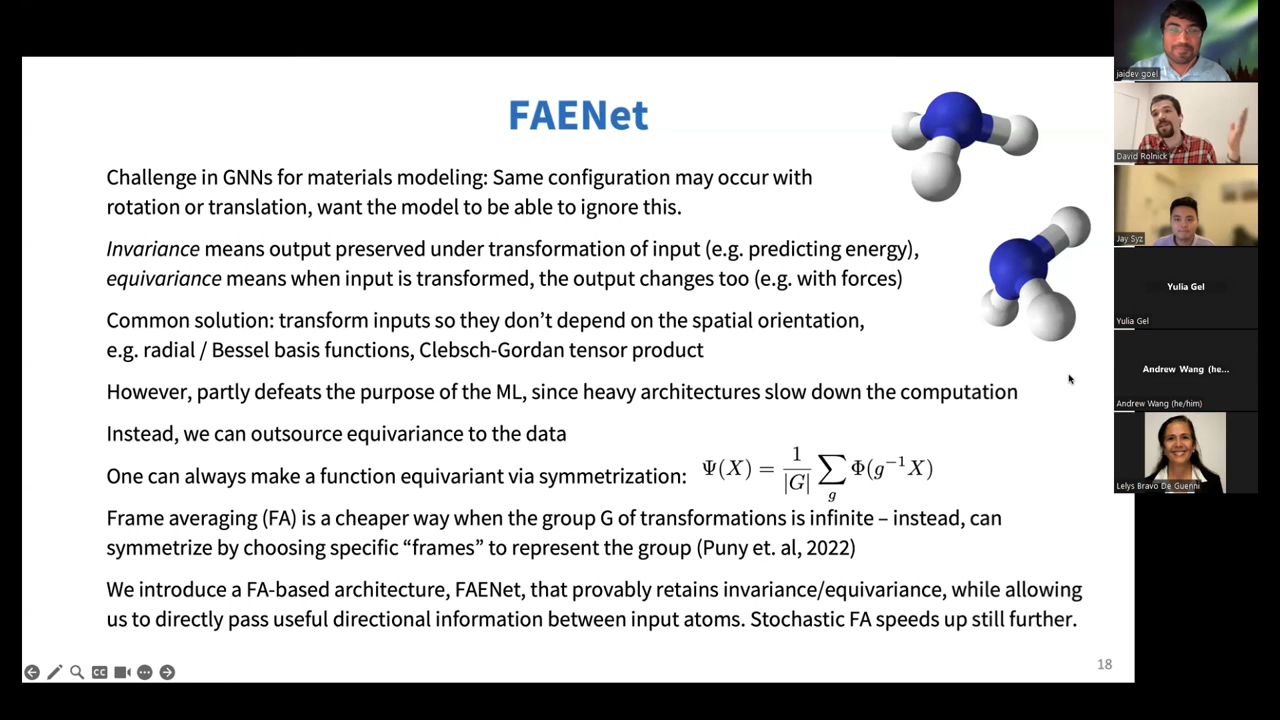 FAENet
Challenge in GNNs for materials modeling: Same configuration may occur with
rotation or translation, want the model to be able to ignore this.
Invariance means output preserved under transformation of input (e.g. predicting energy),
equivariance means when input is transformed, the output changes too (e.g. with forces)
Common solution: transform inputs so they don't depend on the spatial orientation,
e.g. radial / Bessel basis functions, Clebsch-Gordan tensor product
However, partly defeats the purpose of the ML, since heavy architectures slow down the computation
Instead, we can outsource equivariance to the data
One can always make a function equivariant via symmetrization: Ψ(X) = 1/|G| ∑_g Φ(g⁻¹X)
Frame averaging (FA) is a cheaper way when the group G of transformations is infinite – instead, can
symmetrize by choosing specific “frames” to represent the group (Puny et. al, 2022)
We introduce a FA-based architecture, FAENet, that provably retains invariance/equivariance, while allowing
us to directly pass useful directional information between input atoms. Stochastic FA speeds up still further.
18
CC
jaidev goel
David Rolnick
Jay Syz
Yulia Gel
Yulia Gel
Andrew Wang (he...
Andrew Wang (he/him)
Lelys Bravo De Guenni